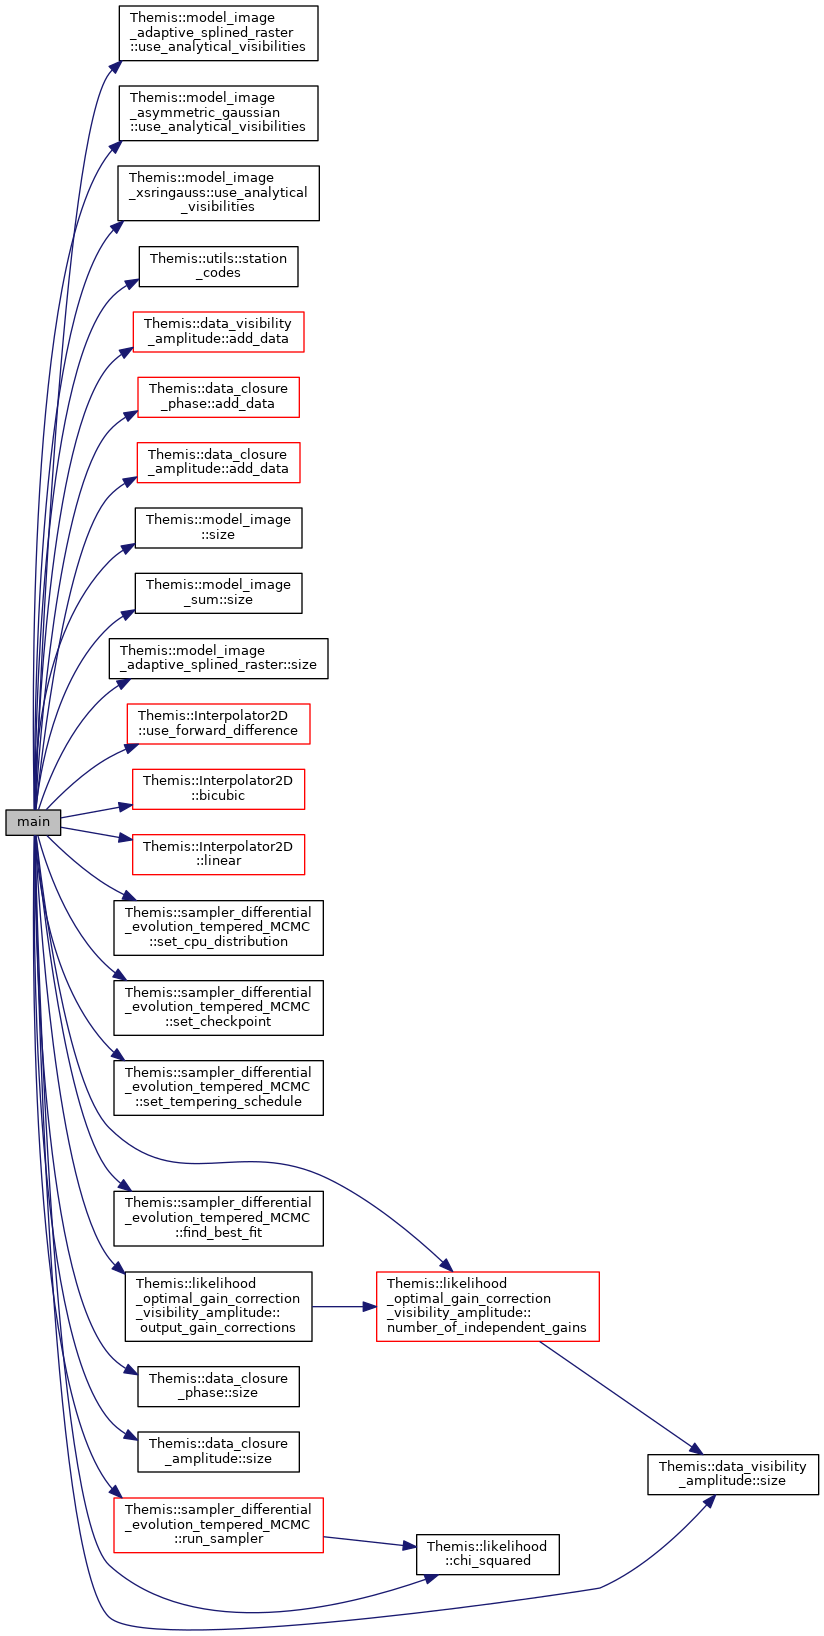 Themis::model_image
_adaptive_splined_raster
::use_analytical_visibilities
Themis::model_image
_asymmetric_gaussian
::use_analytical_visibilities
Themis::model_image
_xsringauss::use_analytical
_visibilities
Themis::utils::station
_codes
Themis::data_visibility
_amplitude::add_data
Themis::data_closure
_phase::add_data
Themis::data_closure
_amplitude::add_data
Themis::model_image
::size
Themis::model_image
_sum::size
Themis::model_image
_adaptive_splined_raster::size
Themis::Interpolator2D
::use_forward_difference
Themis::Interpolator2D
::bicubic
main
Themis::Interpolator2D
::linear
Themis::sampler_differential
_evolution_tempered_MCMC
::set_cpu_distribution
Themis::sampler_differential
_evolution_tempered_MCMC
::set_checkpoint
Themis::sampler_differential
_evolution_tempered_MCMC
::set_tempering_schedule
Themis::sampler_differential
_evolution_tempered_MCMC
::find_best_fit
Themis::likelihood
_optimal_gain_correction
_visibility_amplitude::
output_gain_corrections
Themis::likelihood
_optimal_gain_correction
_visibility_amplitude::
number_of_independent_gains
Themis::data_closure
_phase::size
Themis::data_closure
_amplitude::size
Themis::data_visibility
_amplitude::size
Themis::sampler_differential
_evolution_tempered_MCMC
::run_sampler
Themis::likelihood
::chi_squared